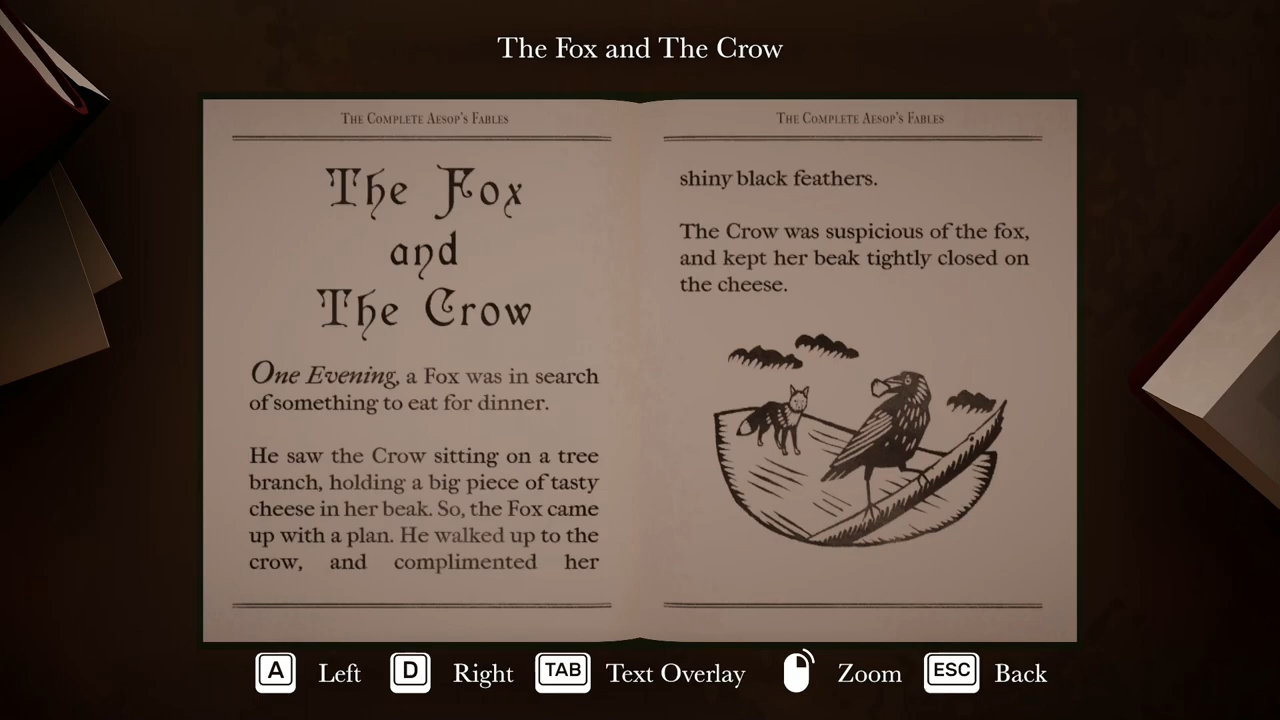 The Fox and The Crow
The Complete Aesop's Fables
The Fox
and
The Crow
One Evening, a Fox was in search
of something to eat for dinner.
He saw the Crow sitting on a tree
branch, holding a big piece of tasty
cheese in her beak. So, the Fox came
up with a plan. He walked up to the
crow, and complimented her
The Complete Aesop's Fables
shiny black feathers.
The Crow was suspicious of the fox,
and kept her beak tightly closed on
the cheese.
A Left D Right TAB Text Overlay Zoom ESC Back